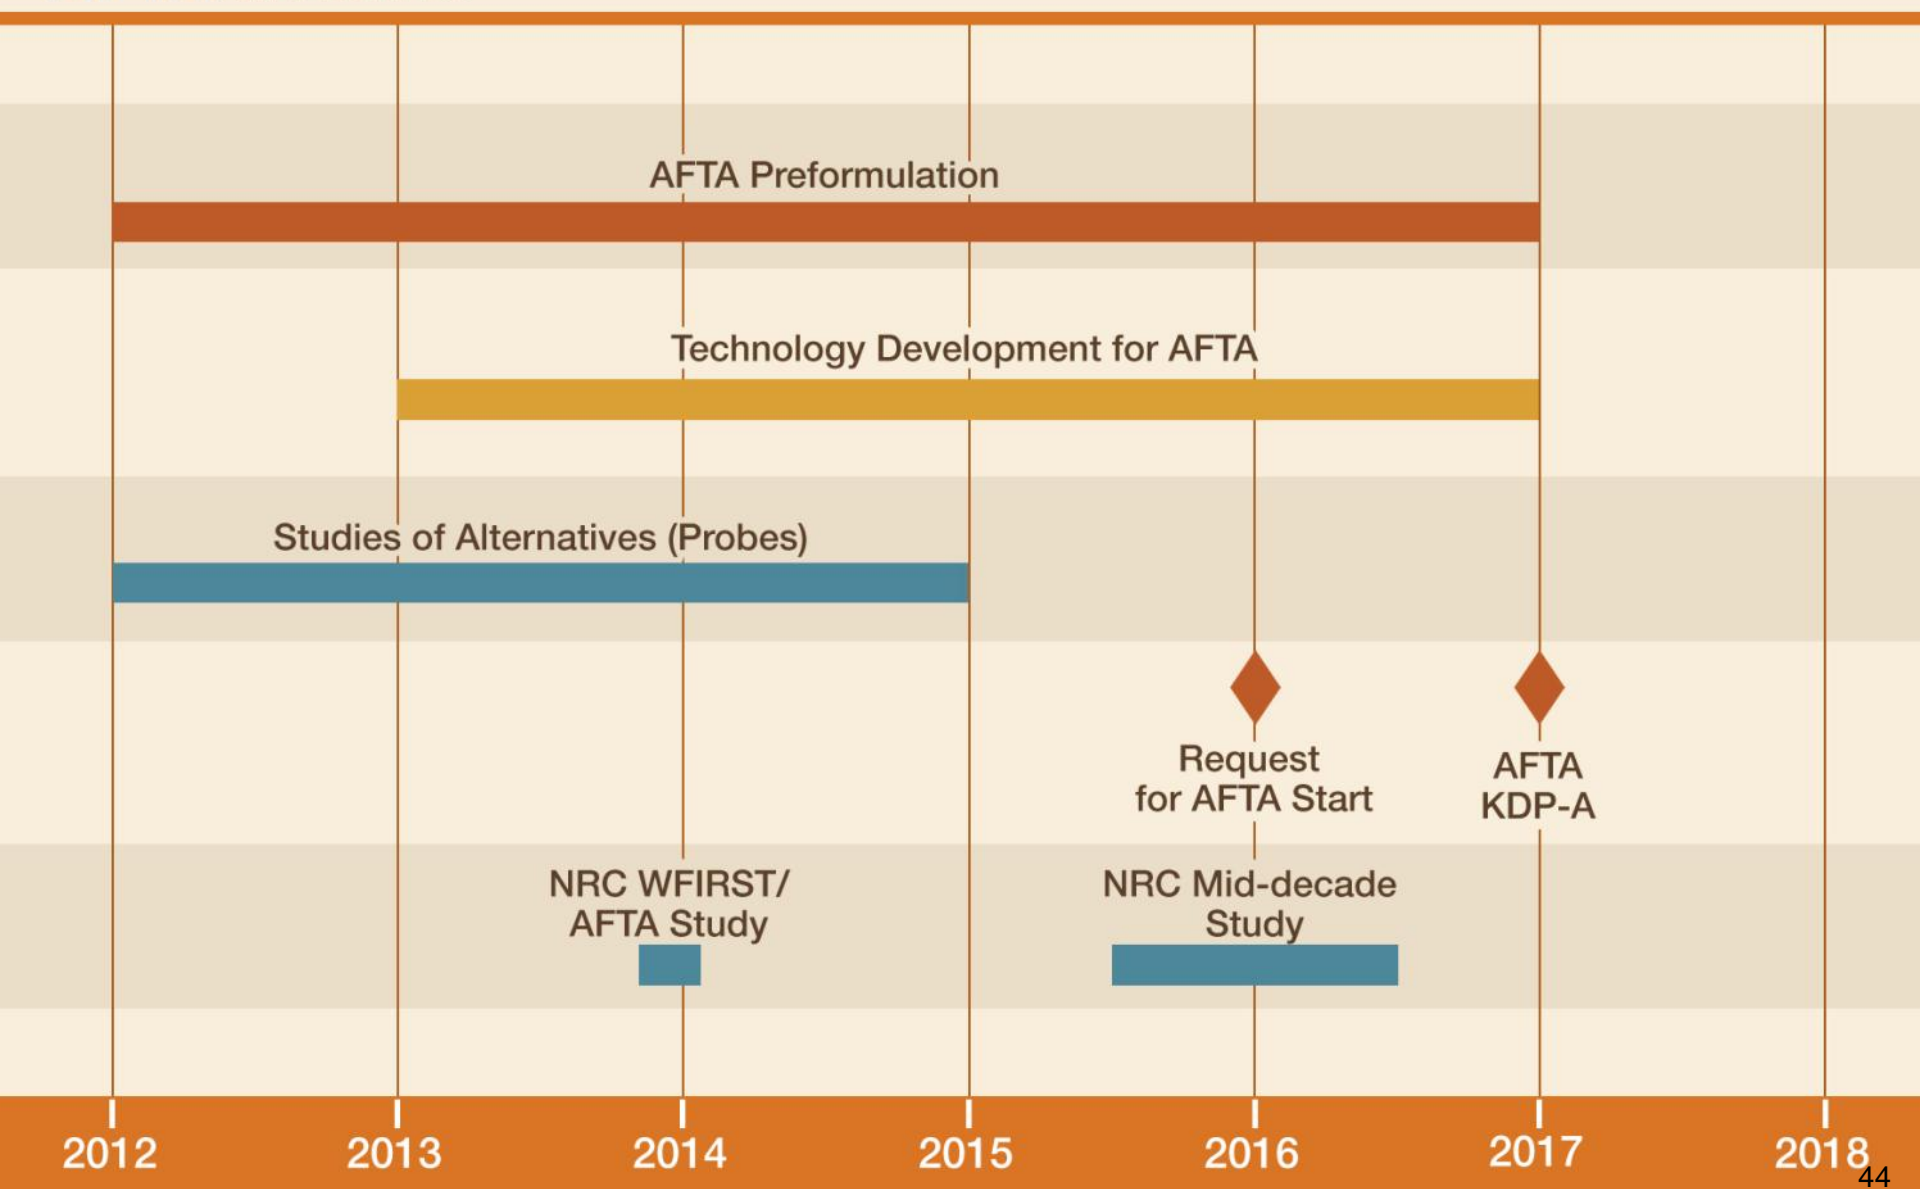 AFTA Preformulation
Technology Development for AFTA
Studies of Alternatives (Probes)
Request
for AFTA Start
AFTA
KDP-A
NRC WFIRST/
AFTA Study
NRC Mid-decade
Study
2012 2013 2014 2015 2016 2017 2018
44